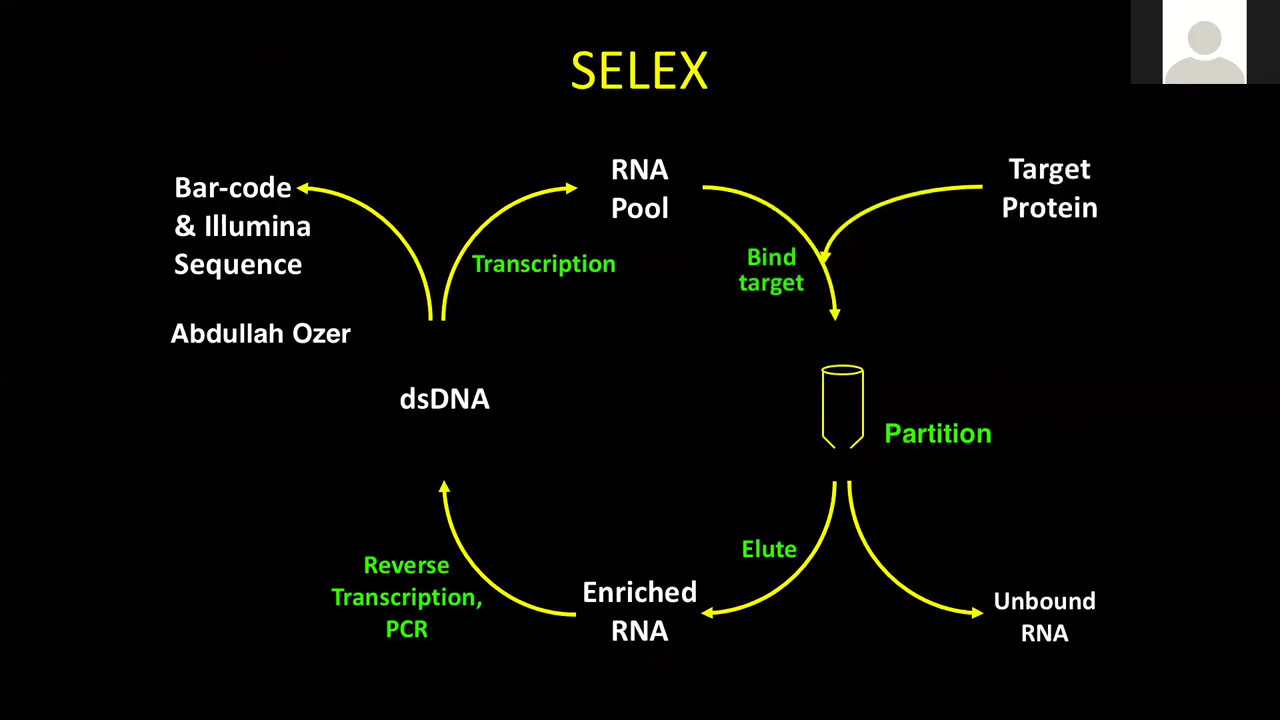 SELEX
Bar-code
& Illumina
Sequence
Abdullah Ozer
RNA
Pool
Target
Protein
Transcription
Bind
target
dsDNA
Partition
Elute
Reverse
Transcription,
PCR
Enriched
RNA
Unbound
RNA